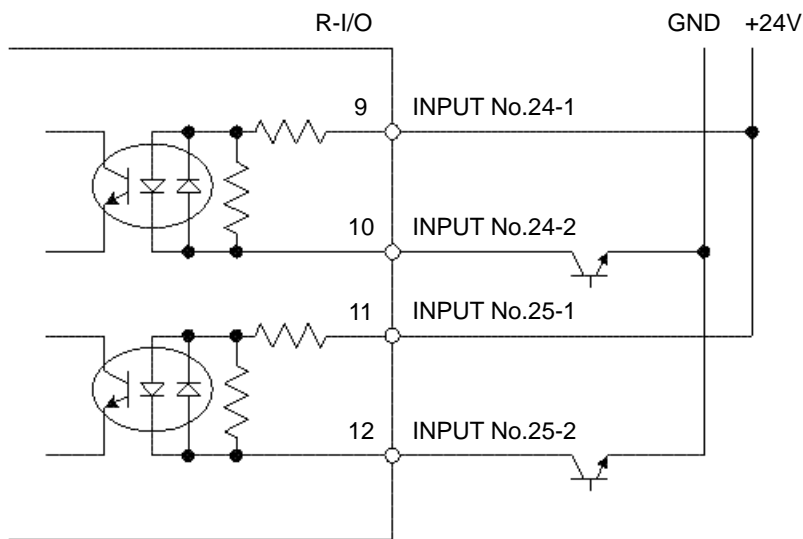 R-I/O GND +24V
9 INPUT No.24-1
10 INPUT No.24-2
11 INPUT No.25-1
12 INPUT No.25-2